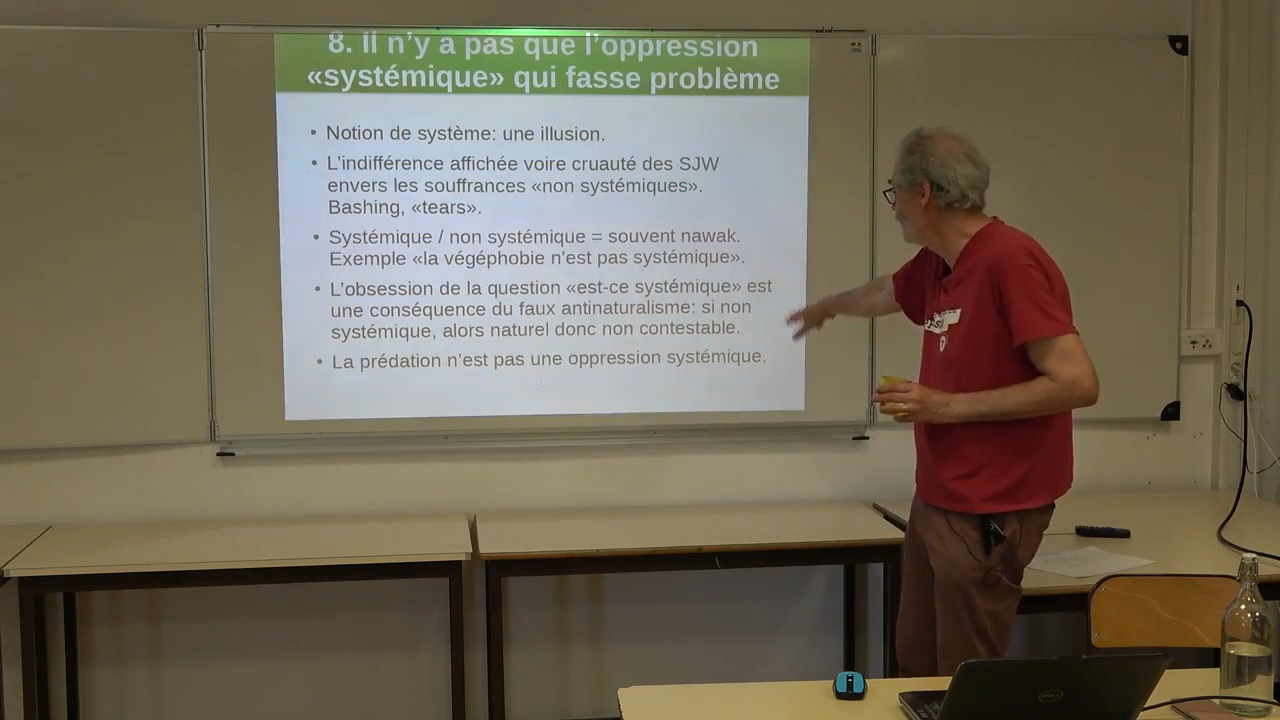 8. Il n'y a pas que l'oppression
«systémique» qui fasse problème
• Notion de système: une illusion.
• L'indifférence affichée voire cruauté des SJW
envers les souffrances «non systémiques».
Bashing, «tears».
• Systémique / non systémique = souvent nawak.
Exemple «la végéphobie n'est pas systémique».
• L'obsession de la question «est-ce systémique» est
une conséquence du faux antinaturalisme: si non
systémique, alors naturel donc non contestable.
• La prédation n'est pas une oppression systémique.